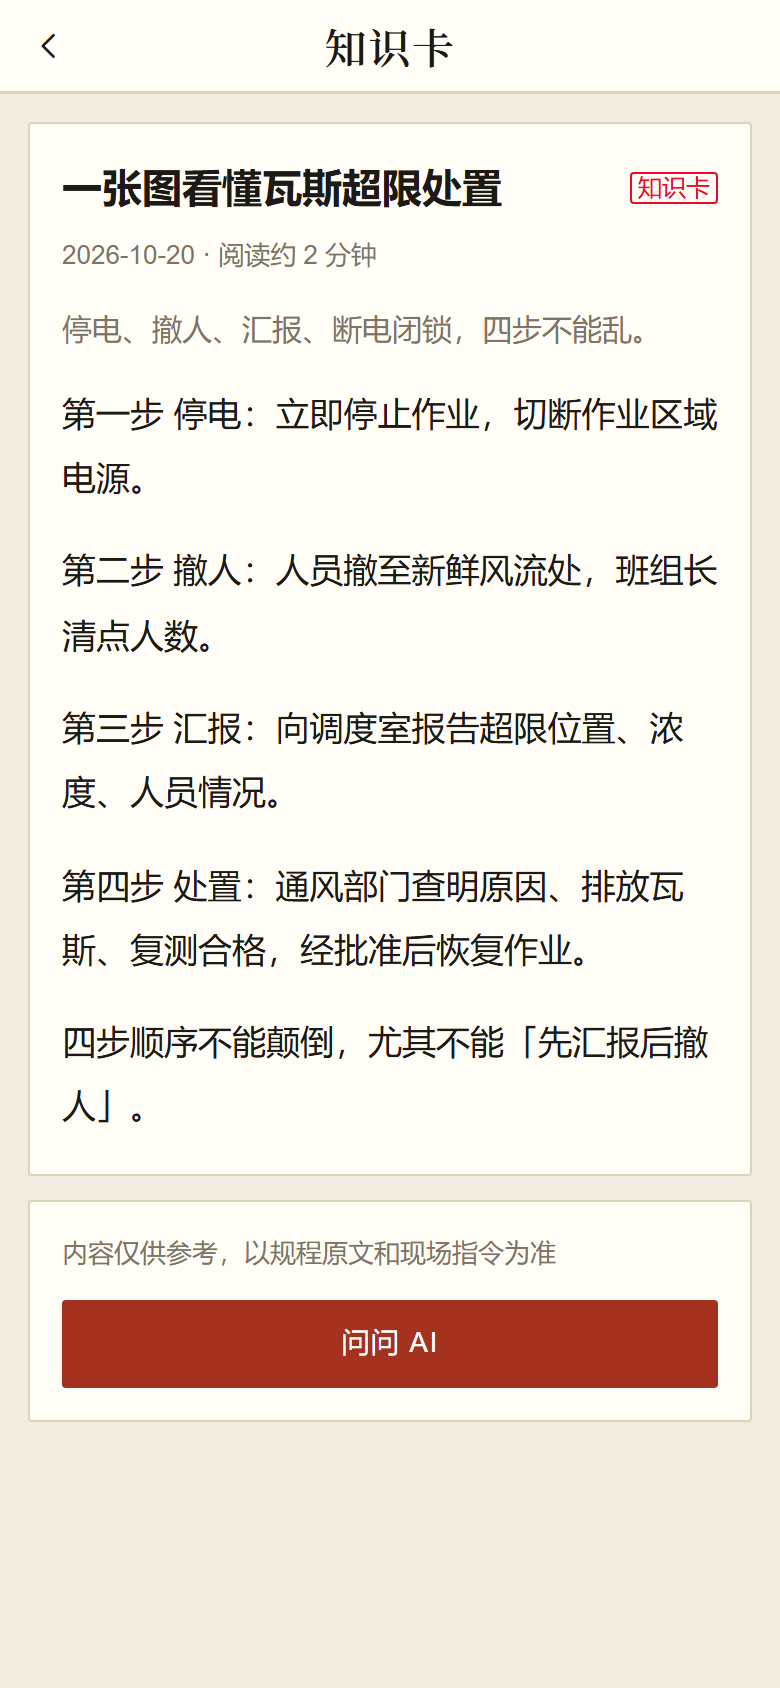 知识卡
一张图看懂瓦斯超限处置
知识卡
2026-10-20 · 阅读约 2 分钟
停电、撤人、汇报、断电闭锁，四步不能乱。
第一步 停电：立即停止作业，切断作业区域
电源。
第二步 撤人：人员撤至新鲜风流处，班组长
清点人数。
第三步 汇报：向调度室报告超限位置、浓
度、人员情况。
第四步 处置：通风部门查明原因、排放瓦
斯、复测合格，经批准后恢复作业。
四步顺序不能颠倒，尤其不能「先汇报后撤
人」。
内容仅供参考，以规程原文和现场指令为准
问问 AI